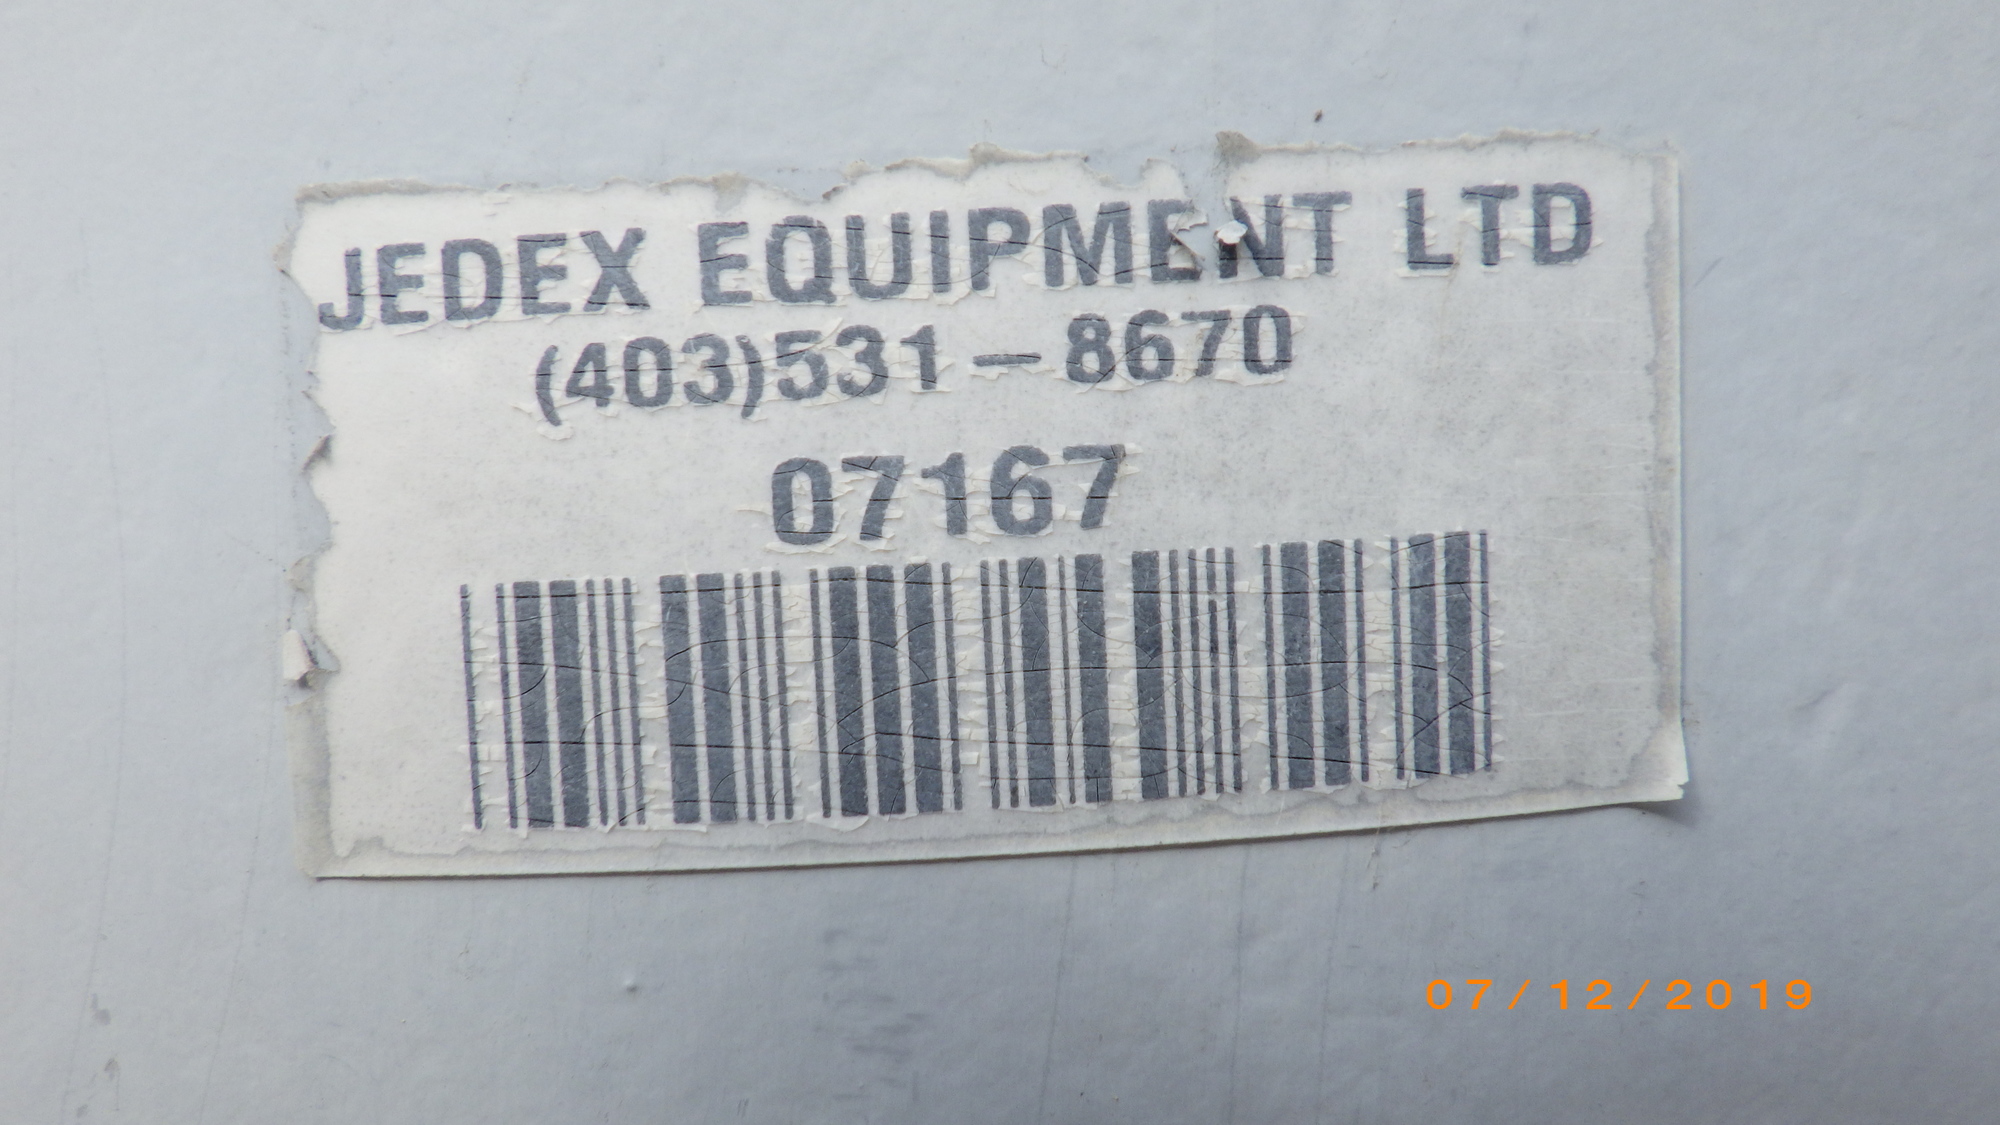 JEDEX EQUIPMENT LTD
(403)531-8670
07167
07/12/2019